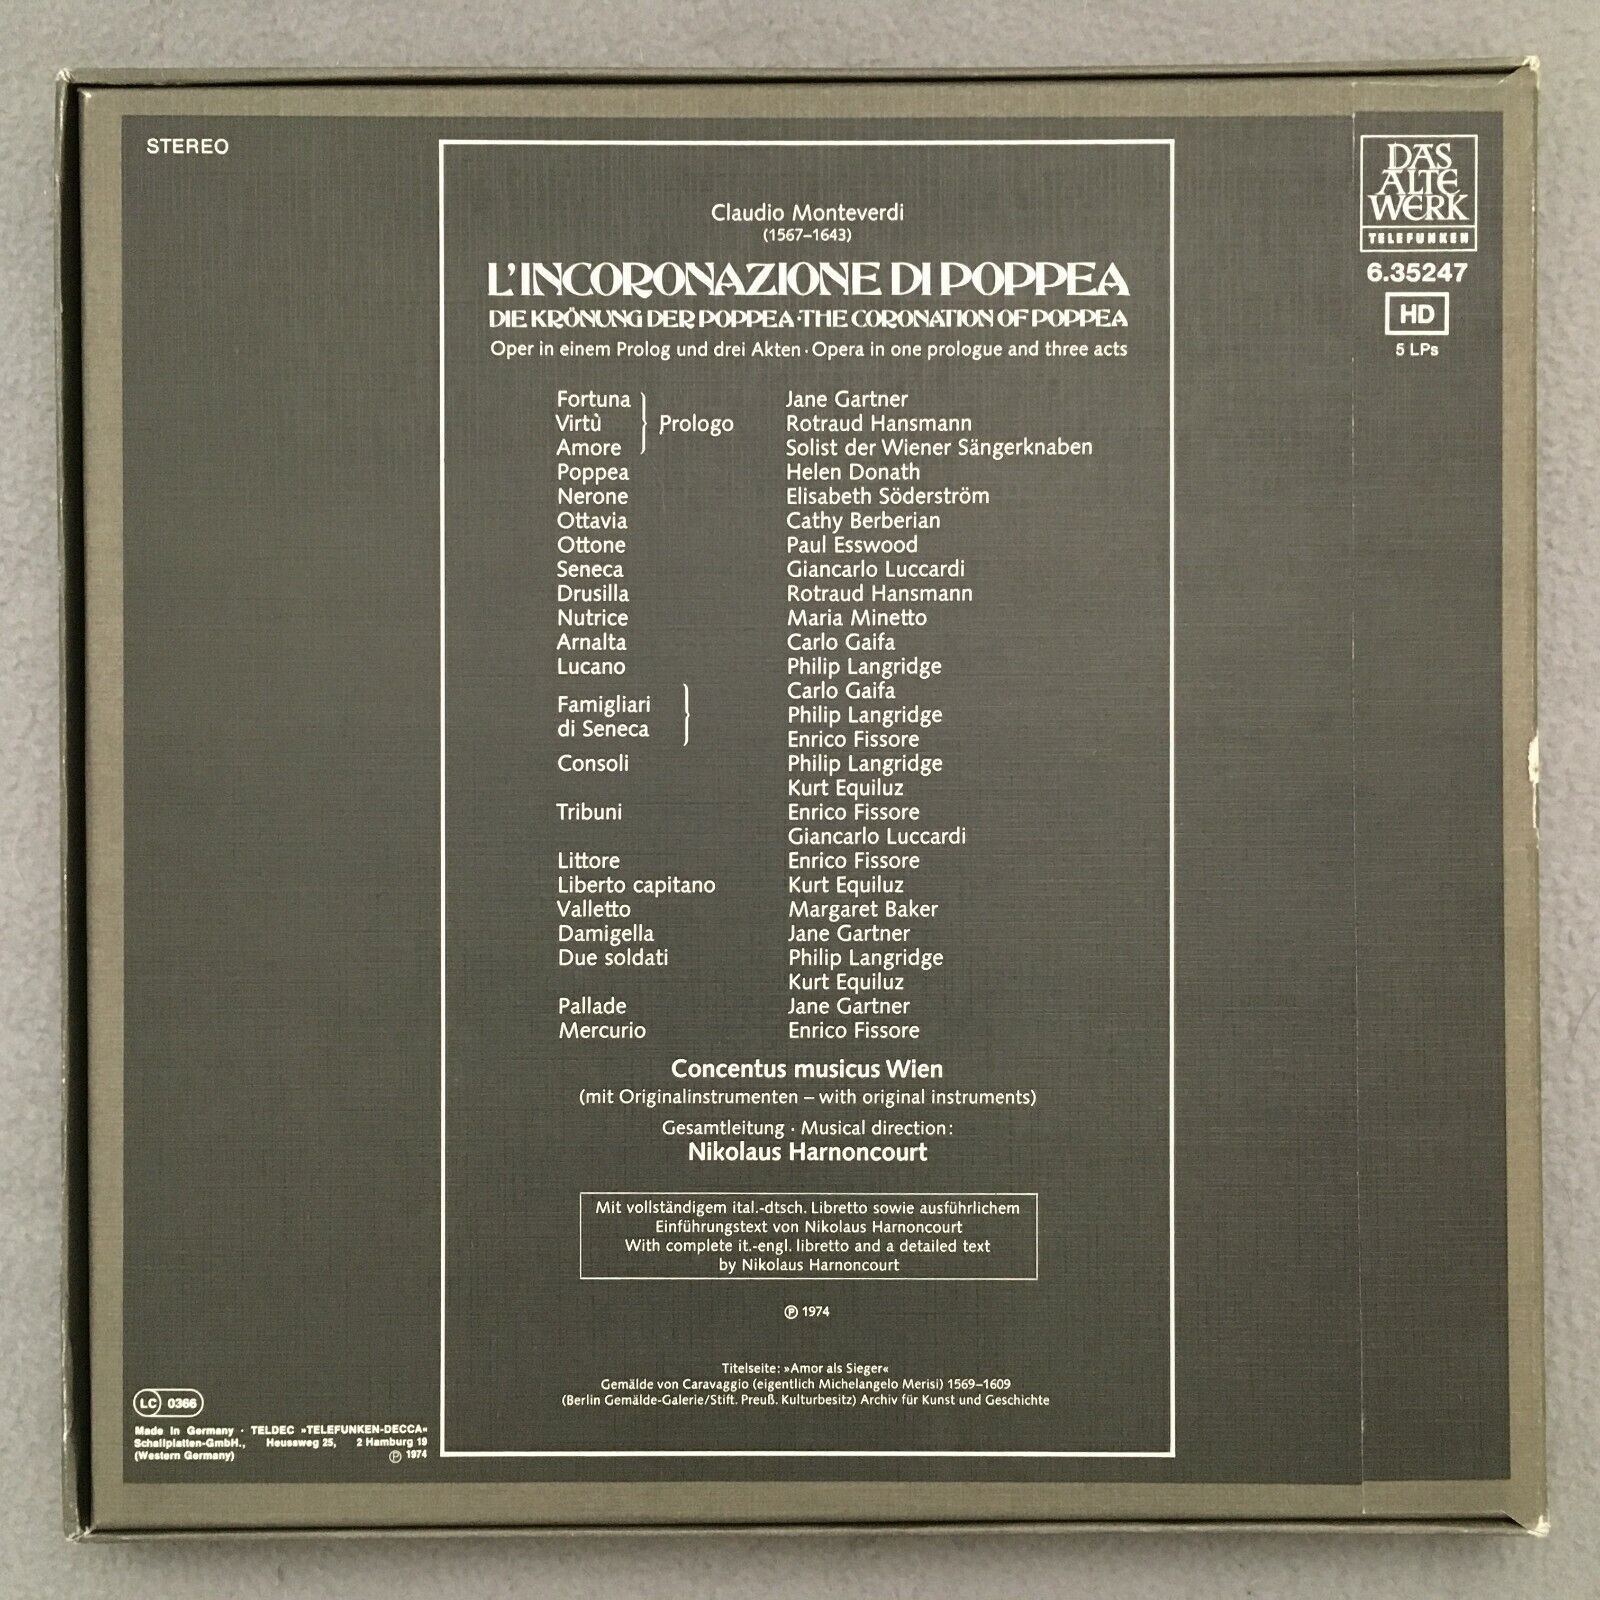 STEREO
DAS
ALTE
WERK
TELEFUNKEN
6.35247
HD
5 LPs
Claudio Monteverdi
(1567–1643)
L'INCORONAZIONE DI POPPEA
DIE KRÖNUNG DER POPPEA · THE CORONATION OF POPPEA
Oper in einem Prolog und drei Akten · Opera in one prologue and three acts
Fortuna Jane Gartner
Virtù Prologo Rotraud Hansmann
Amore Solist der Wiener Sängerknaben
Poppea Helen Donath
Nerone Elisabeth Söderström
Ottavia Cathy Berberian
Ottone Paul Esswood
Seneca Giancarlo Luccardi
Drusilla Rotraud Hansmann
Nutrice Maria Minetto
Arnalta Carlo Gaifa
Lucano Philip Langridge
Carlo Gaifa
Famigliari Philip Langridge
di Seneca Enrico Fissore
Consoli Philip Langridge
Kurt Equiluz
Tribuni Enrico Fissore
Giancarlo Luccardi
Littore Enrico Fissore
Liberto capitano Kurt Equiluz
Valletto Margaret Baker
Damigella Jane Gartner
Due soldati Philip Langridge
Kurt Equiluz
Pallade Jane Gartner
Mercurio Enrico Fissore
Concentus musicus Wien
(mit Originalinstrumenten – with original instruments)
Gesamtleitung · Musical direction:
Nikolaus Harnoncourt
Mit vollständigem ital.-dtsch. Libretto sowie ausführlichem
Einführungstext von Nikolaus Harnoncourt
With complete it.-engl. libretto and a detailed text
by Nikolaus Harnoncourt
℗ 1974
Titelseite: »Amor als Sieger«
Gemälde von Caravaggio (eigentlich Michelangelo Merisi) 1569–1609
(Berlin Gemälde-Galerie/Stift. Preuß. Kulturbesitz) Archiv für Kunst und Geschichte
LC 0366
Made in Germany · TELDEC »TELEFUNKEN-DECCA«
Schallplatten-GmbH., Heussweg 25, 2 Hamburg 19
(Western Germany) ℗ 1974